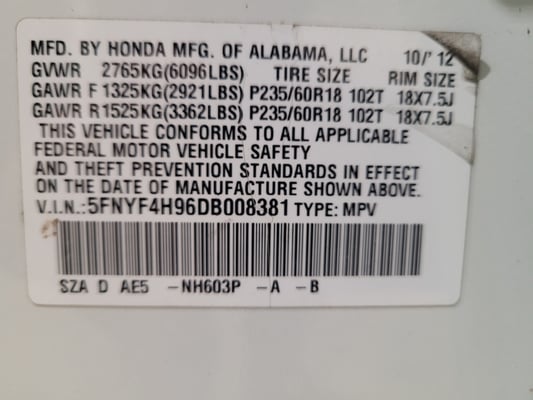 MFD. BY HONDA MFG. OF ALABAMA, LLC 10/'12
GVWR 2765KG(6096LBS) TIRE SIZE RIM SIZE
GAWR F 1325KG(2921LBS) P235/60R18 102T 18X7.5J
GAWR R 1525KG(3362LBS) P235/60R18 102T 18X7.5J
THIS VEHICLE CONFORMS TO ALL APPLICABLE
FEDERAL MOTOR VEHICLE SAFETY
AND THEFT PREVENTION STANDARDS IN EFFECT
ON THE DATE OF MANUFACTURE SHOWN ABOVE.
V.I.N.:5FNYF4H96DB008381 TYPE: MPV
SZA D AE5 -NH603P -A -B